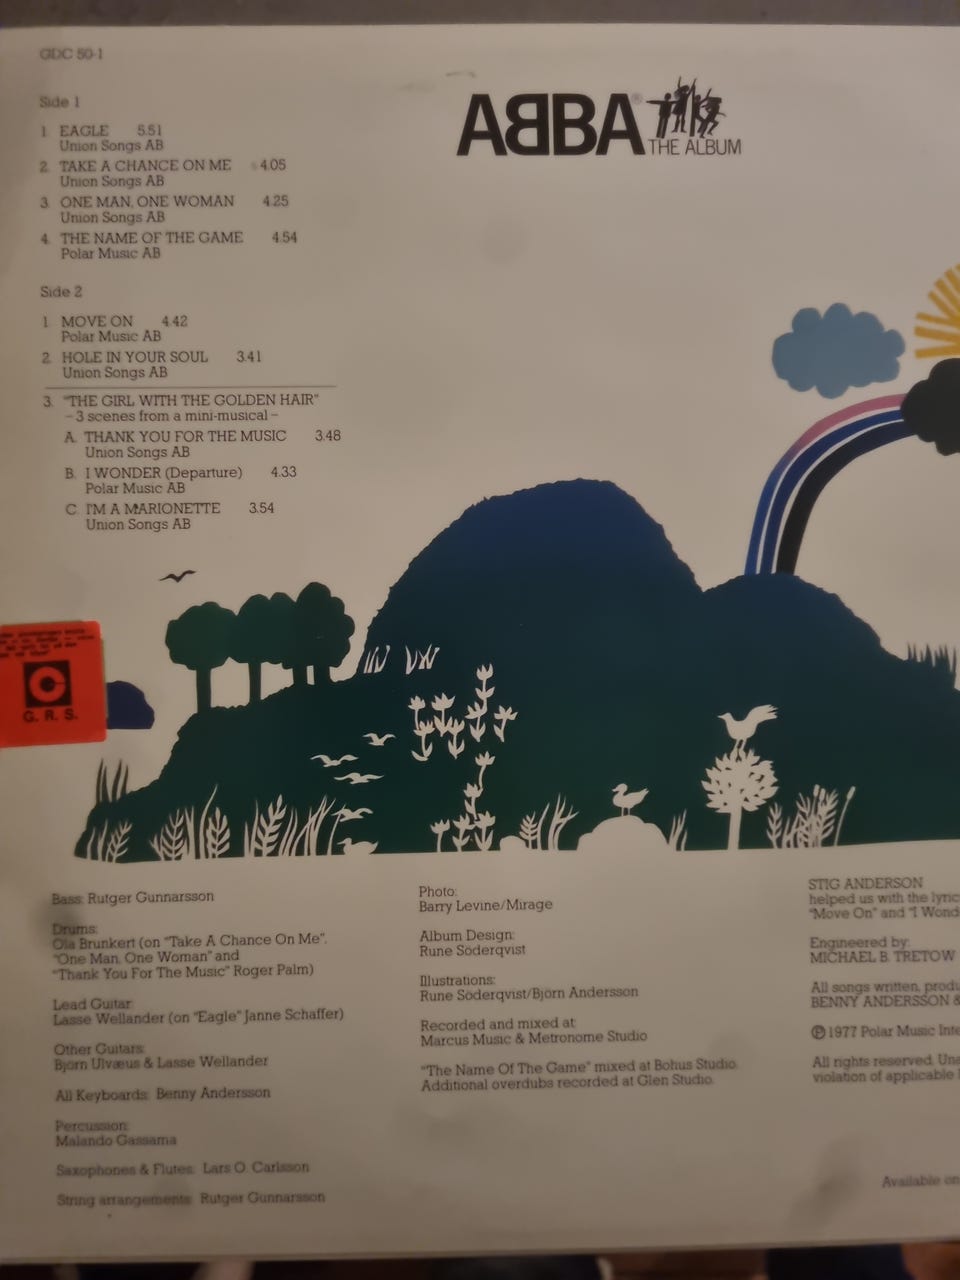 GDC 50-1
Side 1
1. EAGLE 5.51
Union Songs AB
2. TAKE A CHANCE ON ME 4.05
Union Songs AB
3. ONE MAN, ONE WOMAN 4.25
Union Songs AB
4. THE NAME OF THE GAME 4.54
Polar Music AB
Side 2
1. MOVE ON 4.42
Polar Music AB
2. HOLE IN YOUR SOUL 3.41
Union Songs AB
3. "THE GIRL WITH THE GOLDEN HAIR"
– 3 scenes from a mini-musical –
A. THANK YOU FOR THE MUSIC 3.48
Union Songs AB
B. I WONDER (Departure) 4.33
Polar Music AB
C. I'M A MARIONETTE 3.54
Union Songs AB
ABBA®
THE ALBUM
G. R. S.
Bass: Rutger Gunnarsson
Drums:
Ola Brunkert (on "Take A Chance On Me",
"One Man, One Woman" and
"Thank You For The Music" Roger Palm)
Lead Guitar:
Lasse Wellander (on "Eagle" Janne Schaffer)
Other Guitars:
Björn Ulvæus & Lasse Wellander
All Keyboards: Benny Andersson
Percussion:
Malando Gassama
Saxophones & Flutes: Lars O. Carlsson
String arrangements: Rutger Gunnarsson
Photo:
Barry Levine/Mirage
Album Design:
Rune Söderqvist
Illustrations:
Rune Söderqvist/Björn Andersson
Recorded and mixed at:
Marcus Music & Metronome Studio
"The Name Of The Game" mixed at Bohus Studio.
Additional overdubs recorded at Glen Studio.
STIG ANDERSON
helped us with the lyric
"Move On" and "I Wond
Engineered by:
MICHAEL B. TRETOW
All songs written, produ
BENNY ANDERSSON &
Ⓟ 1977 Polar Music Inte
All rights reserved. Una
violation of applicable
Available on